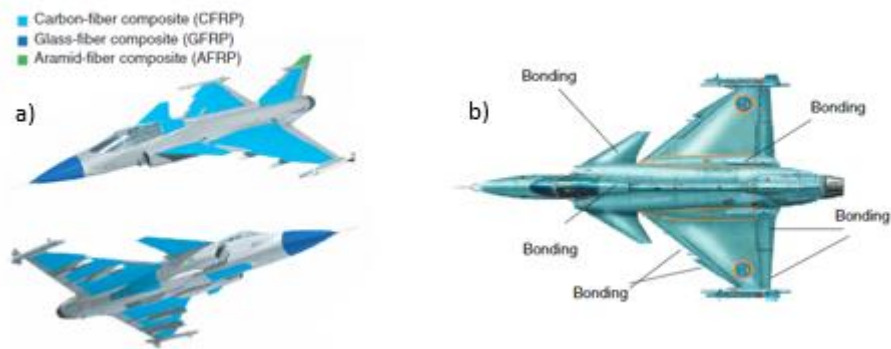 Carbon-fiber composite (CFRP)
Glass-fiber composite (GFRP)
Aramid-fiber composite (AFRP)
a)
b)
Bonding
Bonding
Bonding
Bonding
Bonding